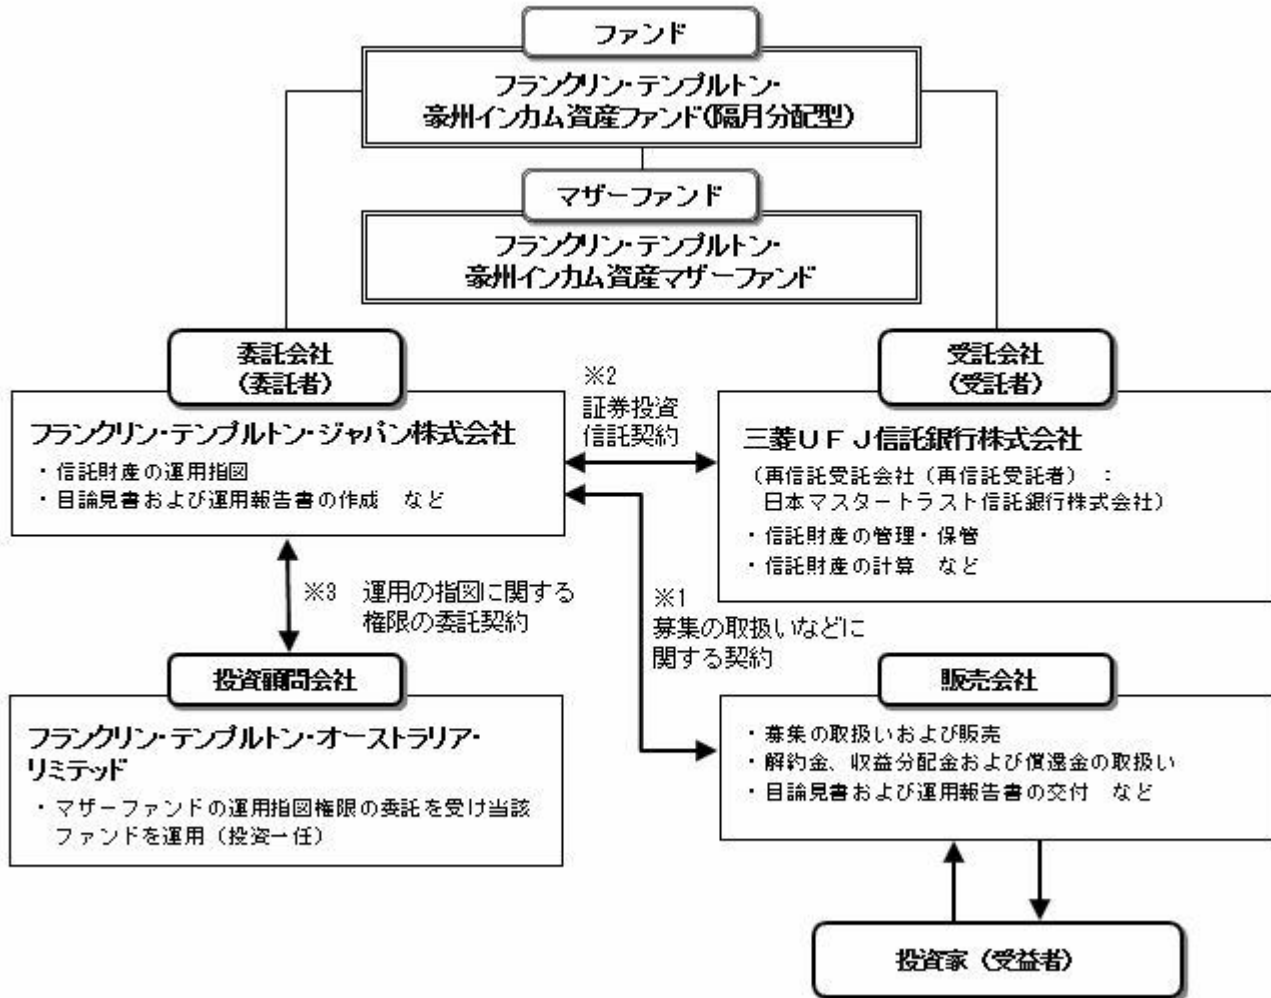 ファンド
フランクリン・テンプルトン・
豪州インカム資産ファンド(隔月分配型)
マザーファンド
フランクリン・テンプルトン・
豪州インカム資産マザーファンド
委託会社
(委託者)
フランクリン・テンプルトン・ジャパン株式会社
・信託財産の運用指図
・目論見書および運用報告書の作成 など
※2
証券投資
信託契約
受託会社
(受託者)
三菱UFJ信託銀行株式会社
(再信託受託会社(再信託受託者) :
日本マスタートラスト信託銀行株式会社)
・信託財産の管理・保管
・信託財産の計算 など
※3 運用の指図に関する
権限の委託契約
※1
募集の取扱いなどに
関する契約
投資顧問会社
フランクリン・テンプルトン・オーストラリア・
リミテッド
・マザーファンドの運用指図権限の委託を受け当該
ファンドを運用(投資一任)
販売会社
・募集の取扱いおよび販売
・解約金、収益分配金および償還金の取扱い
・目論見書および運用報告書の交付 など
投資家(受益者)